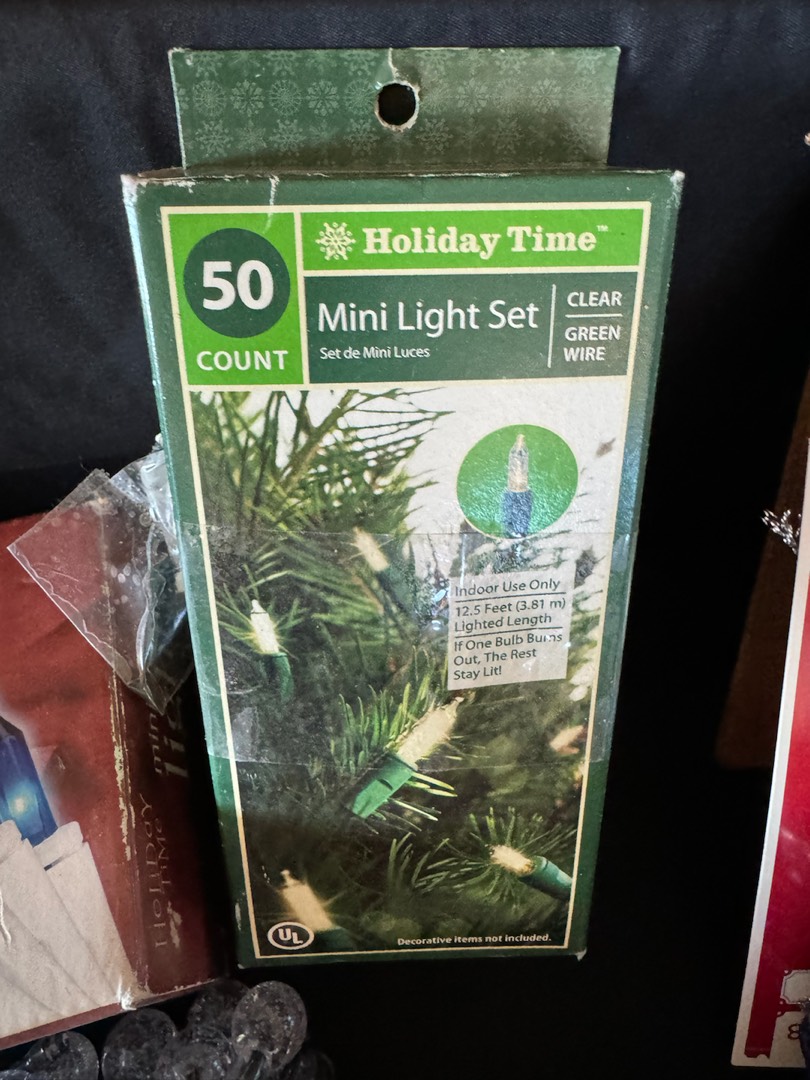 50
COUNT
Holiday Time™
Mini Light Set
Set de Mini Luces
CLEAR
GREEN
WIRE
Indoor Use Only
12.5 Feet (3.81 m)
Lighted Length
If One Bulb Burns
Out, The Rest
Stay Lit!
UL
Decorative items not included.
HOLIDAY
TIME
mini